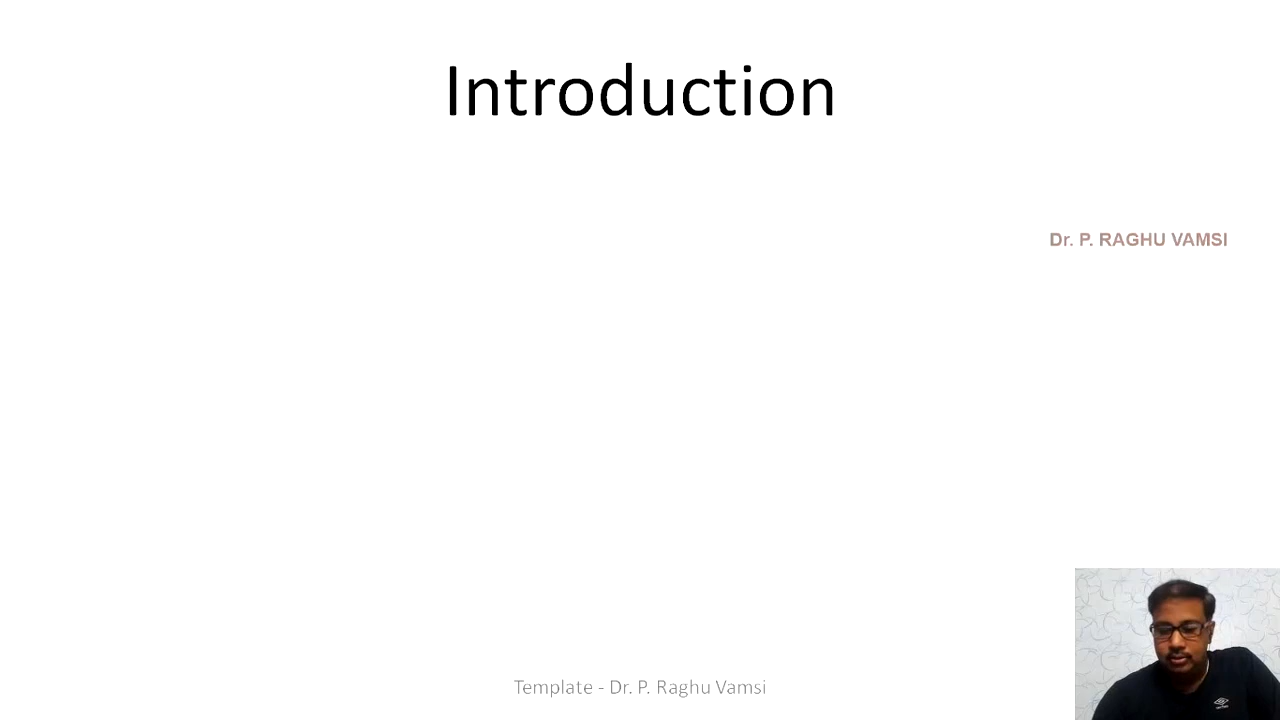 Introduction
Dr. P. RAGHU VAMSI
Template - Dr. P. Raghu Vamsi